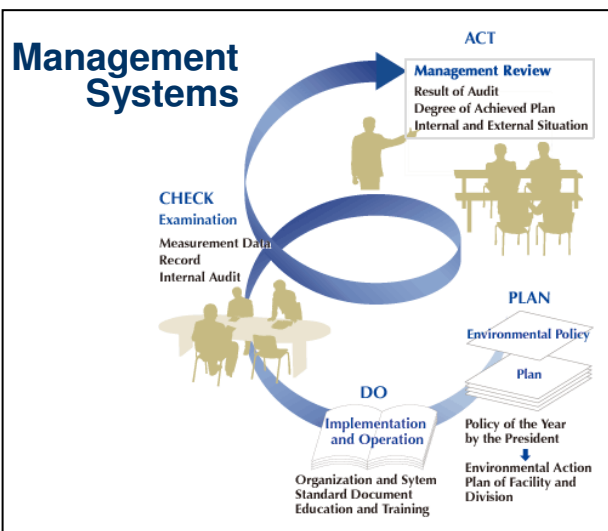 Management
Systems
ACT
Management Review
Result of Audit
Degree of Achieved Plan
Internal and External Situation
CHECK
Examination
Measurement Data
Record
Internal Audit
PLAN
Environmental Policy
Plan
Policy of the Year
by the President
Environmental Action
Plan of Facility and
Division
DO
Implementation
and Operation
Organization and Sytem
Standard Document
Education and Training